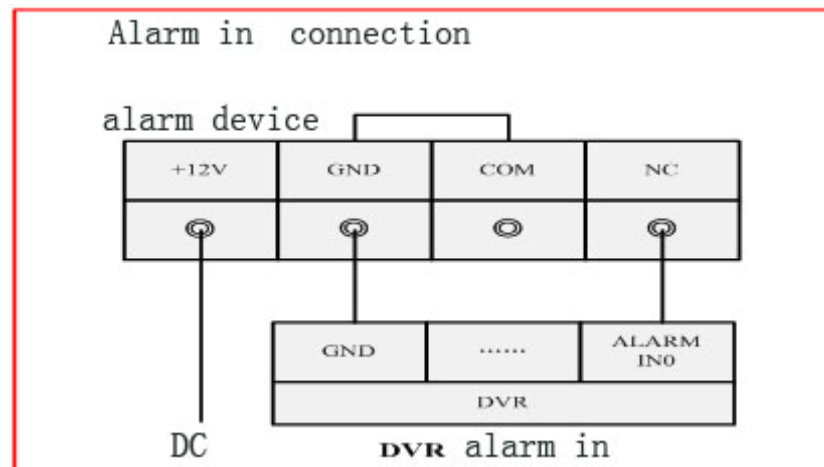 Alarm in connection
alarm device
+12V GND COM NC
GND ...... ALARM IN0
DVR
DC DVR alarm in